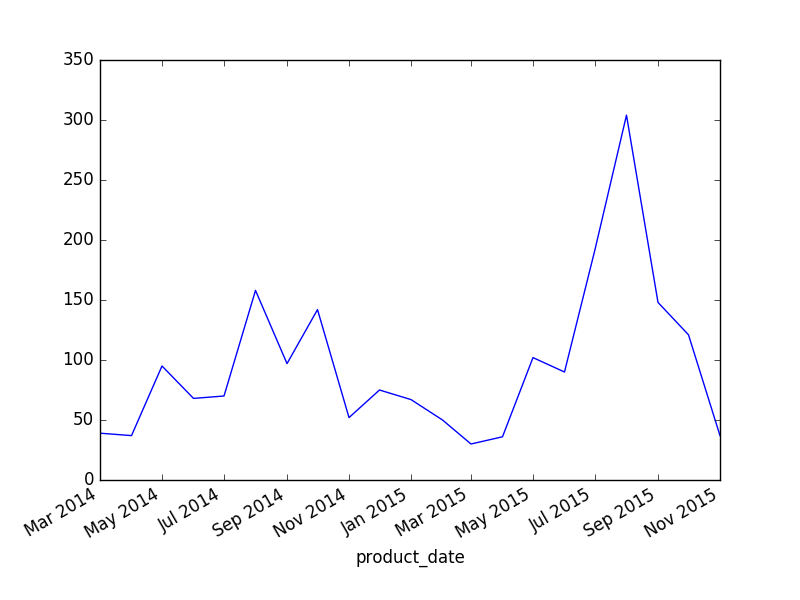 350
300
250
200
150
100
50
0
Mar 2014
May 2014
Jul 2014
Sep 2014
Nov 2014
Jan 2015
Mar 2015
May 2015
Jul 2015
Sep 2015
Nov 2015
product_date